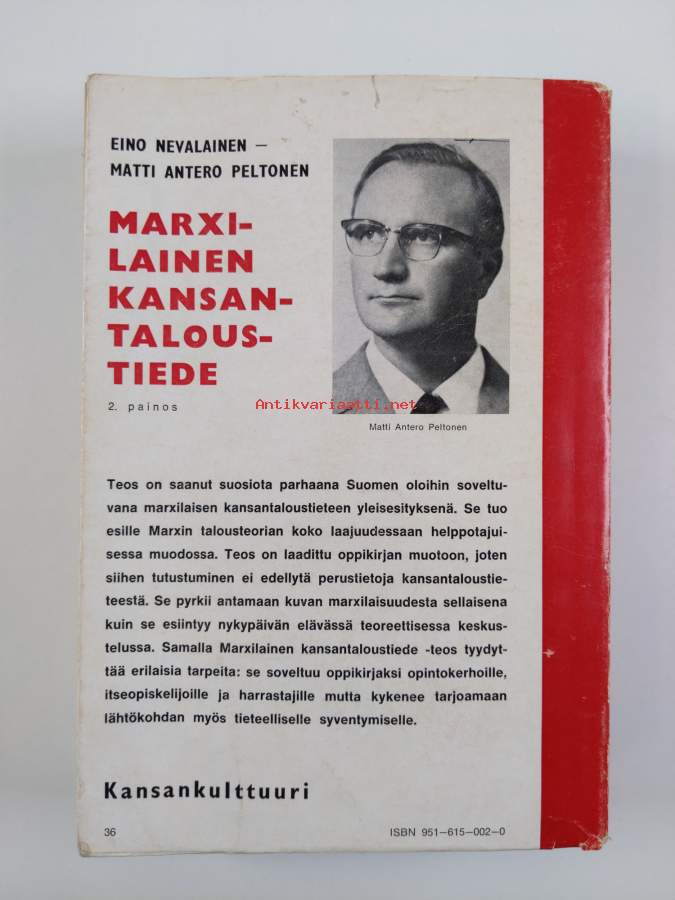 EINO NEVALAINEN –
MATTI ANTERO PELTONEN
MARXI-
LAINEN
KANSAN-
TALOUS-
TIEDE
2. painos
Antikvariaatti.net
Matti Antero Peltonen
Teos on saanut suosiota parhaana Suomen oloihin soveltu-
vana marxilaisen kansantaloustieteen yleisesityksenä. Se tuo
esille Marxin talousteorian koko laajuudessaan helppotajui-
sessa muodossa. Teos on laadittu oppikirjan muotoon, joten
siihen tutustuminen ei edellytä perustietoja kansantaloustie-
teestä. Se pyrkii antamaan kuvan marxilaisuudesta sellaisena
kuin se esiintyy nykypäivän elävässä teoreettisessa keskus-
telussa. Samalla Marxilainen kansantaloustiede -teos tyydyt-
tää erilaisia tarpeita: se soveltuu oppikirjaksi opintokerhoille,
itseopiskelijoille ja harrastajille mutta kykenee tarjoamaan
lähtökohdan myös tieteelliselle syventymiselle.
Kansankulttuuri
36
ISBN 951–615–002–0